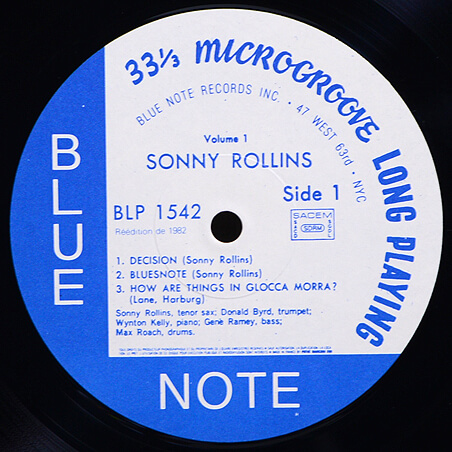 33⅓ MICROGROOVE LONG PLAYING
BLUE NOTE RECORDS INC. • 47 WEST 63rd • NYC
BLUE
Volume 1
SONNY ROLLINS
Side 1
BLP 1542
Réédition de 1982
SACEM
SDRM
1. DECISION (Sonny Rollins)
2. BLUESNOTE (Sonny Rollins)
3. HOW ARE THINGS IN GLOCCA MORRA?
(Lane, Harburg)
Sonny Rollins, tenor sax; Donald Byrd, trumpet;
Wynton Kelly, piano; Gene Ramey, bass;
Max Roach, drums.
NOTE